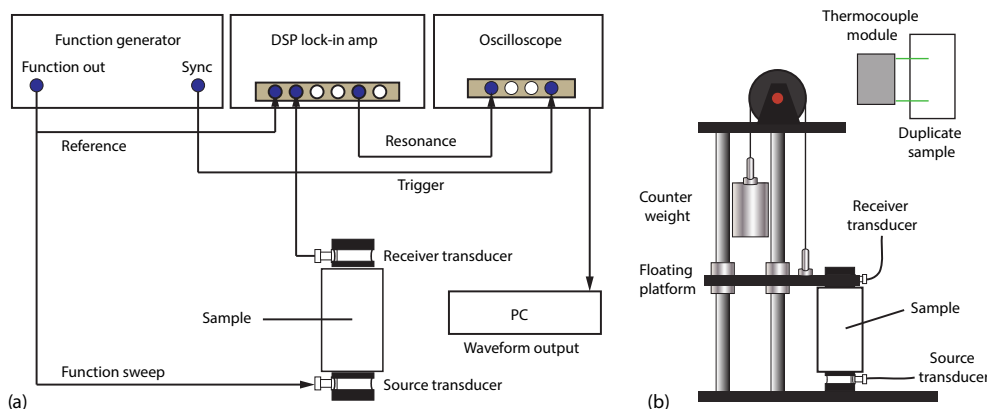 Function generator
Function out
Sync
DSP lock-in amp
Oscilloscope
Reference
Resonance
Trigger
Receiver transducer
Sample
PC
Waveform output
Function sweep
Source transducer
(a)
Thermocouple
module
Duplicate
sample
Counter
weight
Receiver
transducer
Floating
platform
Sample
Source
transducer
(b)